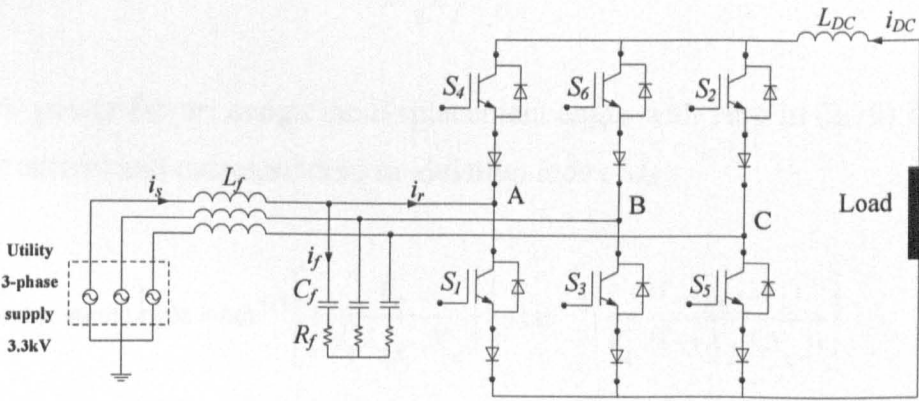 L_DC i_DC
S_4 S_6 S_2
i_s L_f i_r A B C Load
i_f
Utility
3-phase
supply
3.3kV
C_f
R_f
S_1 S_3 S_5